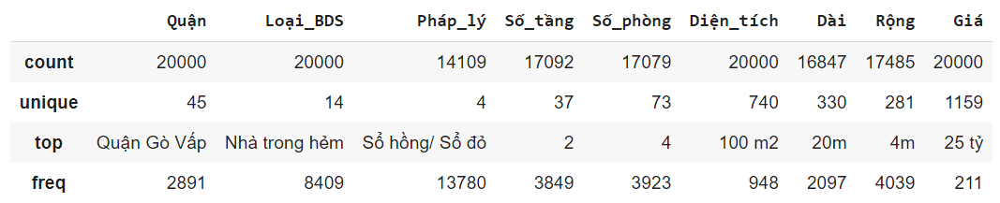 Quận Loại_BDS Pháp_lý Số_tầng Số_phòng Diện_tích Dài Rộng Giá
count 20000 20000 14109 17092 17079 20000 16847 17485 20000
unique 45 14 4 37 73 740 330 281 1159
top Quận Gò Vấp Nhà trong hẻm Sổ hồng/ Sổ đỏ 2 4 100 m2 20m 4m 25 tỷ
freq 2891 8409 13780 3849 3923 948 2097 4039 211